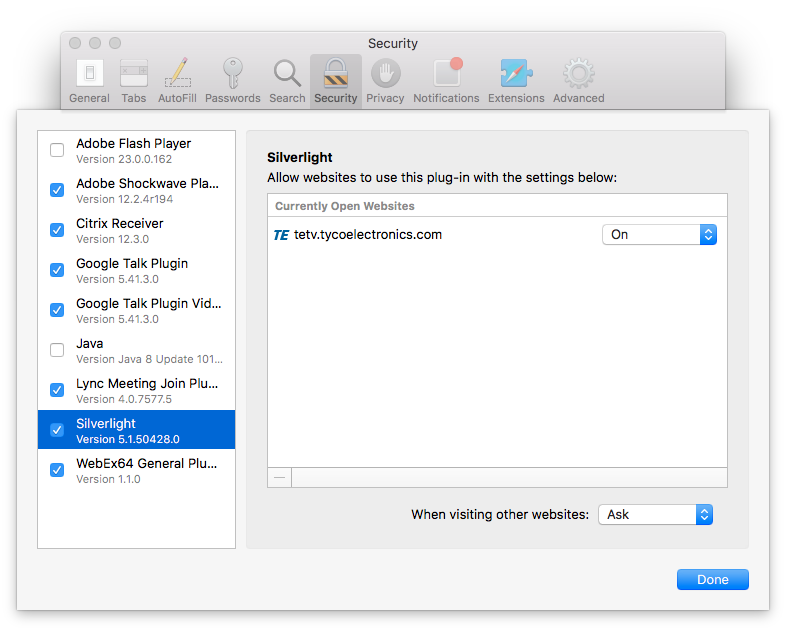 Security
General
Tabs
AutoFill
Passwords
Search
Security
Privacy
Notifications
Extensions
Advanced
Adobe Flash Player
Version 23.0.0.162
Adobe Shockwave Pla...
Version 12.2.4r194
Citrix Receiver
Version 12.3.0
Google Talk Plugin
Version 5.41.3.0
Google Talk Plugin Vid...
Version 5.41.3.0
Java
Version Java 8 Update 101...
Lync Meeting Join Plu...
Version 4.0.7577.5
Silverlight
Version 5.1.50428.0
WebEx64 General Plu...
Version 1.1.0
Silverlight
Allow websites to use this plug-in with the settings below:
Currently Open Websites
TE tetv.tycoelectronics.com
On
When visiting other websites:
Ask
Done